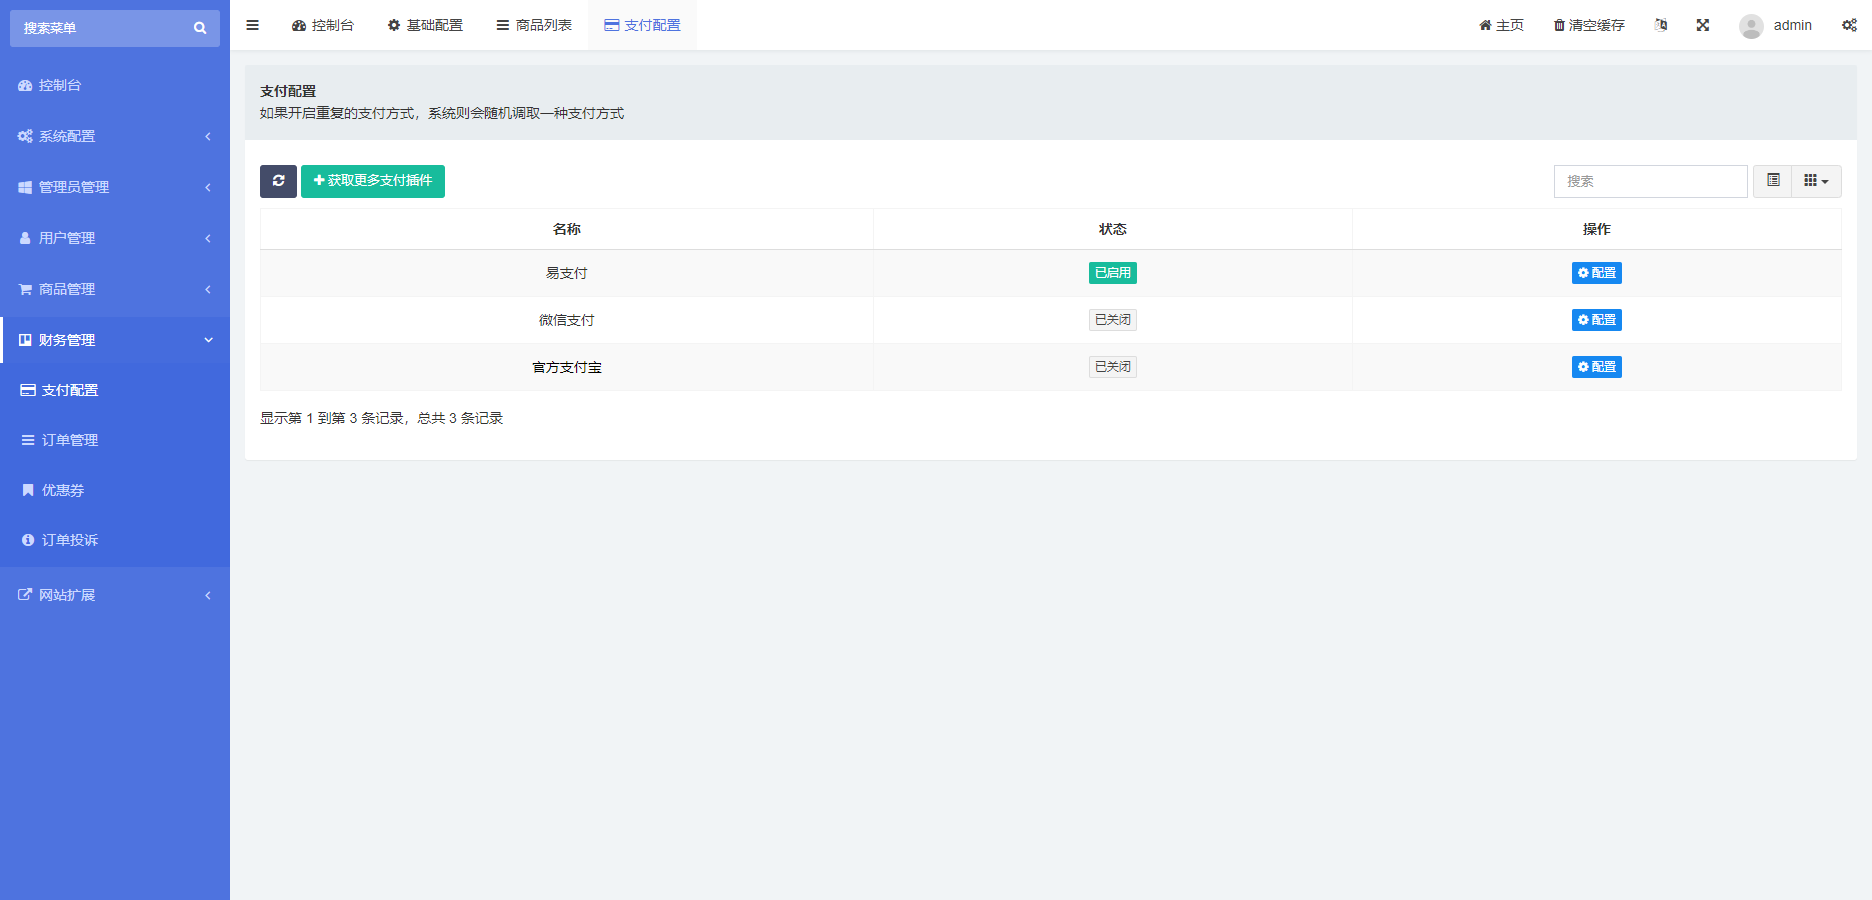 搜索菜单
控制台
系统配置
管理员管理
用户管理
商品管理
财务管理
支付配置
订单管理
优惠券
订单投诉
网站扩展
控制台
基础配置
商品列表
支付配置
主页
清空缓存
admin
支付配置
如果开启重复的支付方式，系统则会随机调取一种支付方式
获取更多支付插件
搜索
名称 状态 操作
易支付 已启用 配置
微信支付 已关闭 配置
官方支付宝 已关闭 配置
显示第 1 到第 3 条记录，总共 3 条记录